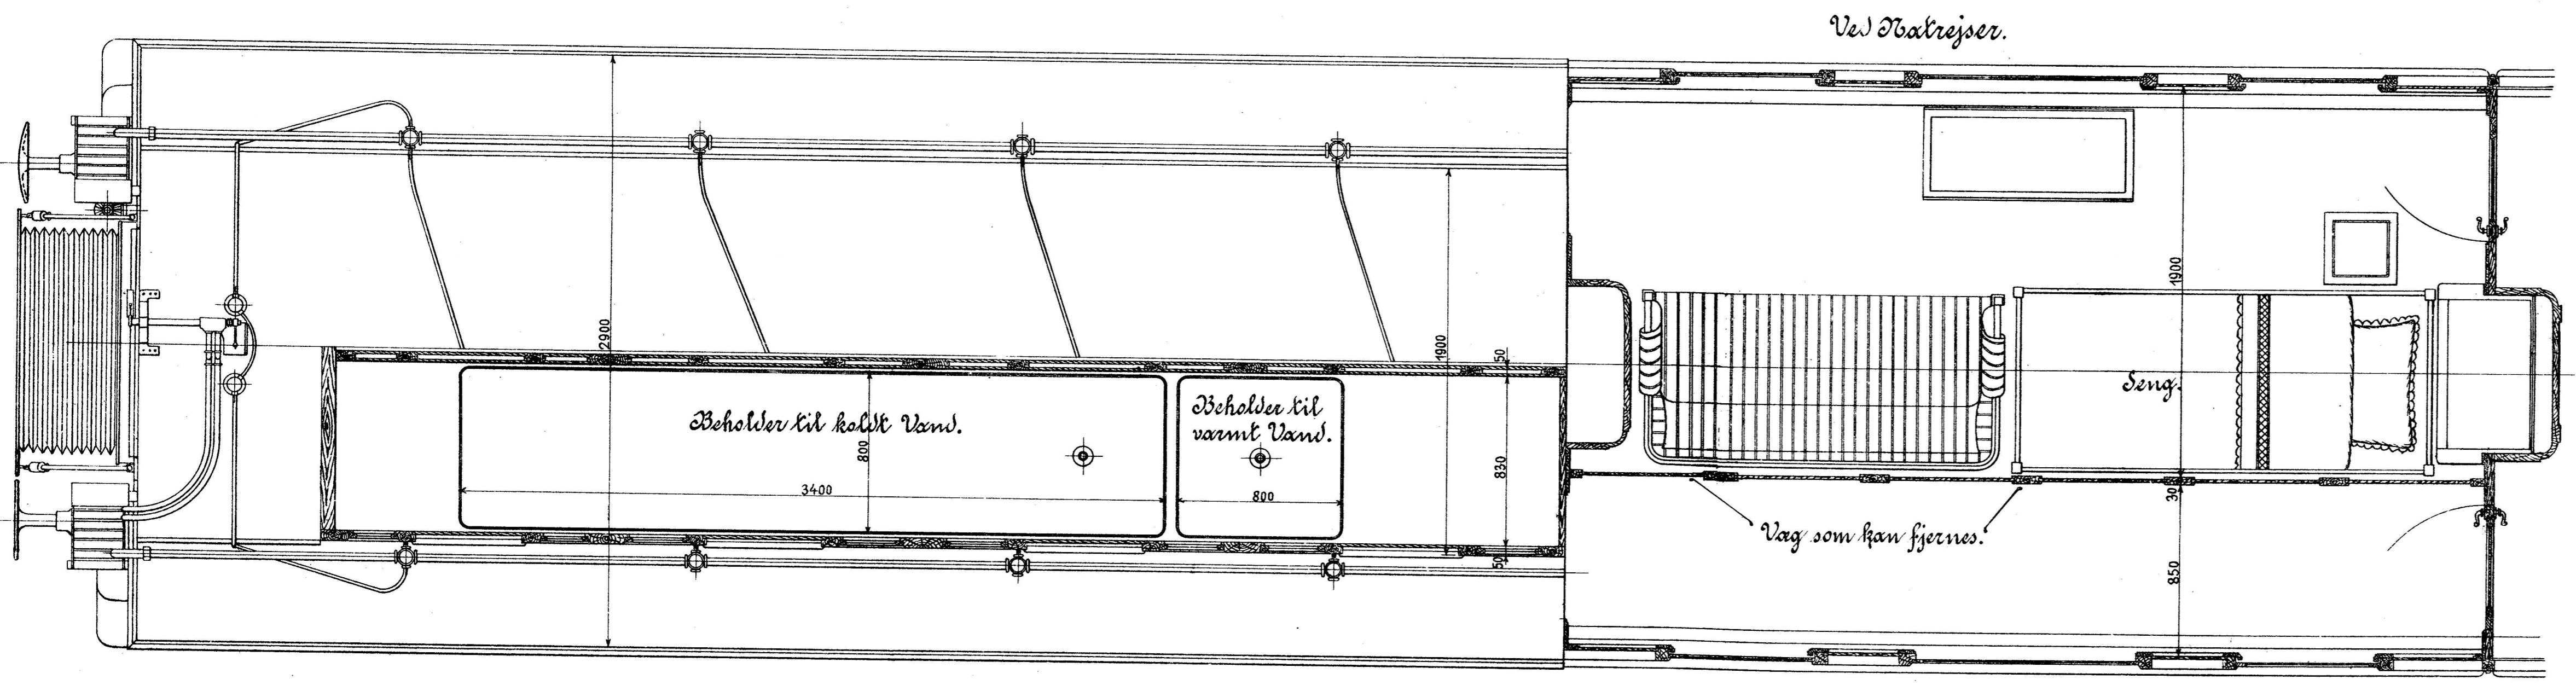 Ved Natrejser.
2900
1900
50
1900
Beholder til koldt Vand.
800
3400
Beholder til
varmt Vand.
800
830
50
Seng.
30
Væg som kan fjernes.
850